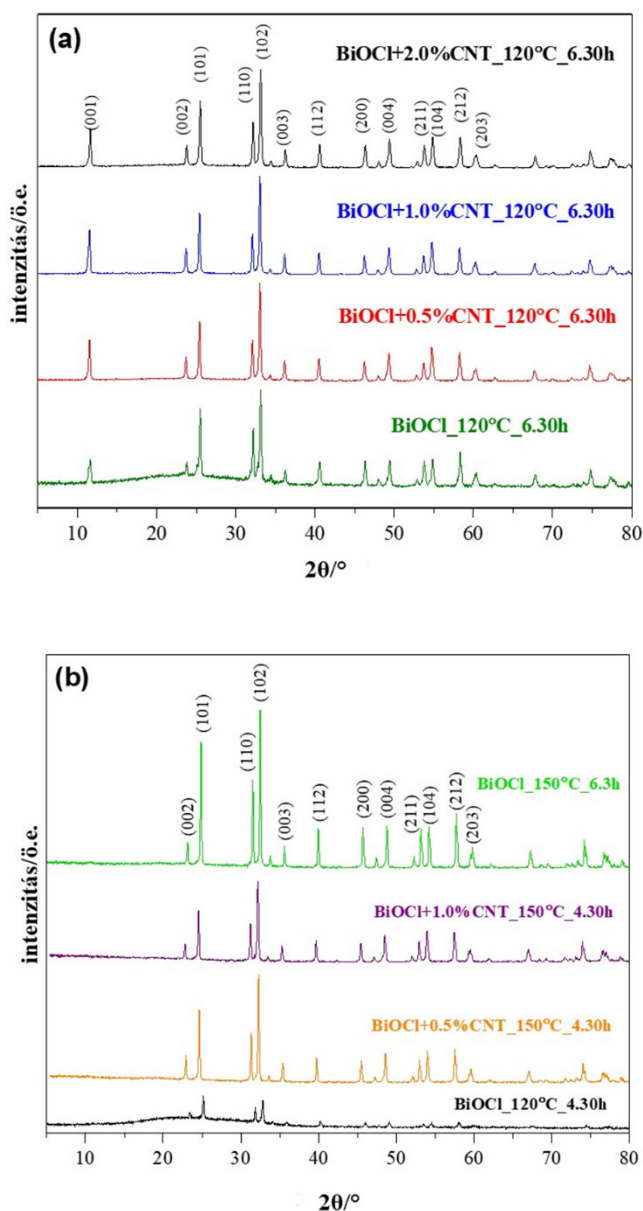 (a)
BiOCl+2.0%CNT_120°C_6.30h
(001) (002) (101) (110) (102) (003) (112) (200) (004) (211) (104) (212) (203)
BiOCl+1.0%CNT_120°C_6.30h
BiOCl+0.5%CNT_120°C_6.30h
BiOCl_120°C_6.30h
intenzitás/ö.e.
10 20 30 40 50 60 70 80
2θ/°
(b)
(002) (101) (110) (102) (003) (112) (200) (004) (211) (104) (212) (203)
BiOCl_150°C_6.3h
BiOCl+1.0%CNT_150°C_4.30h
BiOCl+0.5%CNT_150°C_4.30h
BiOCl_120°C_4.30h
intenzitás/ö.e.
10 20 30 40 50 60 70 80
2θ/°